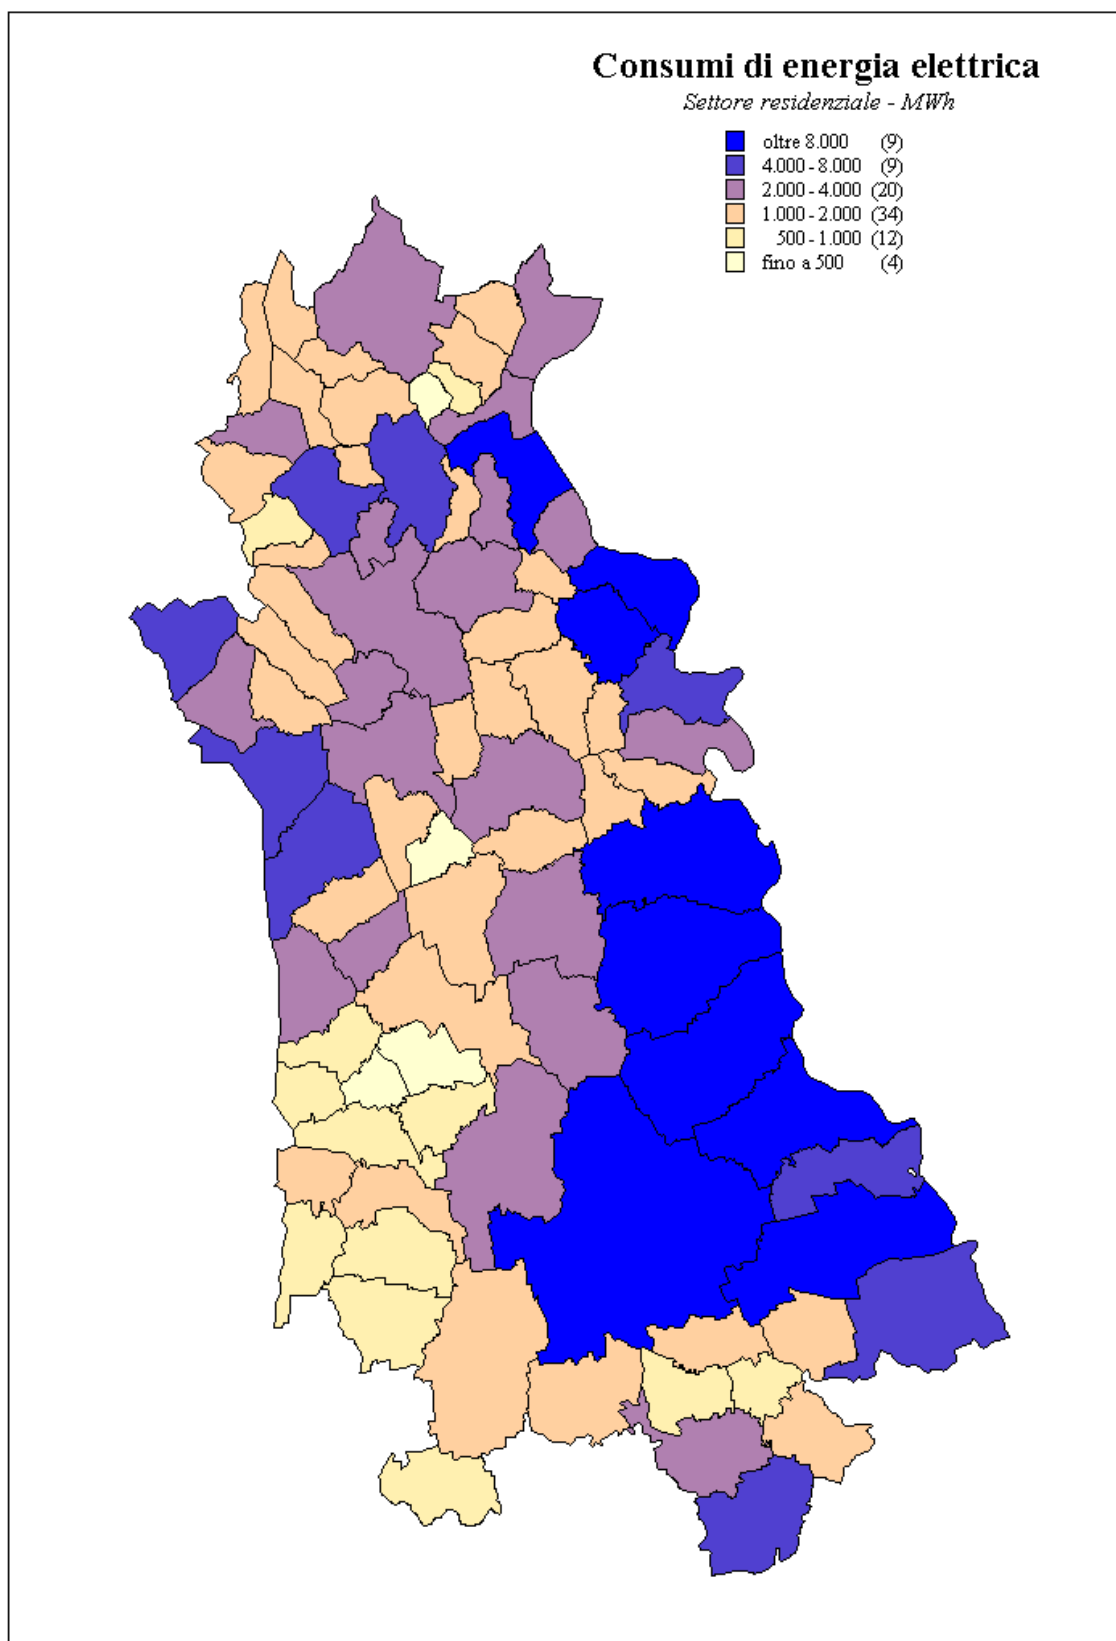 Consumi di energia elettrica
Settore residenziale - MWh
oltre 8.000 (9)
4.000 - 8.000 (9)
2.000 - 4.000 (20)
1.000 - 2.000 (34)
500 - 1.000 (12)
fino a 500 (4)